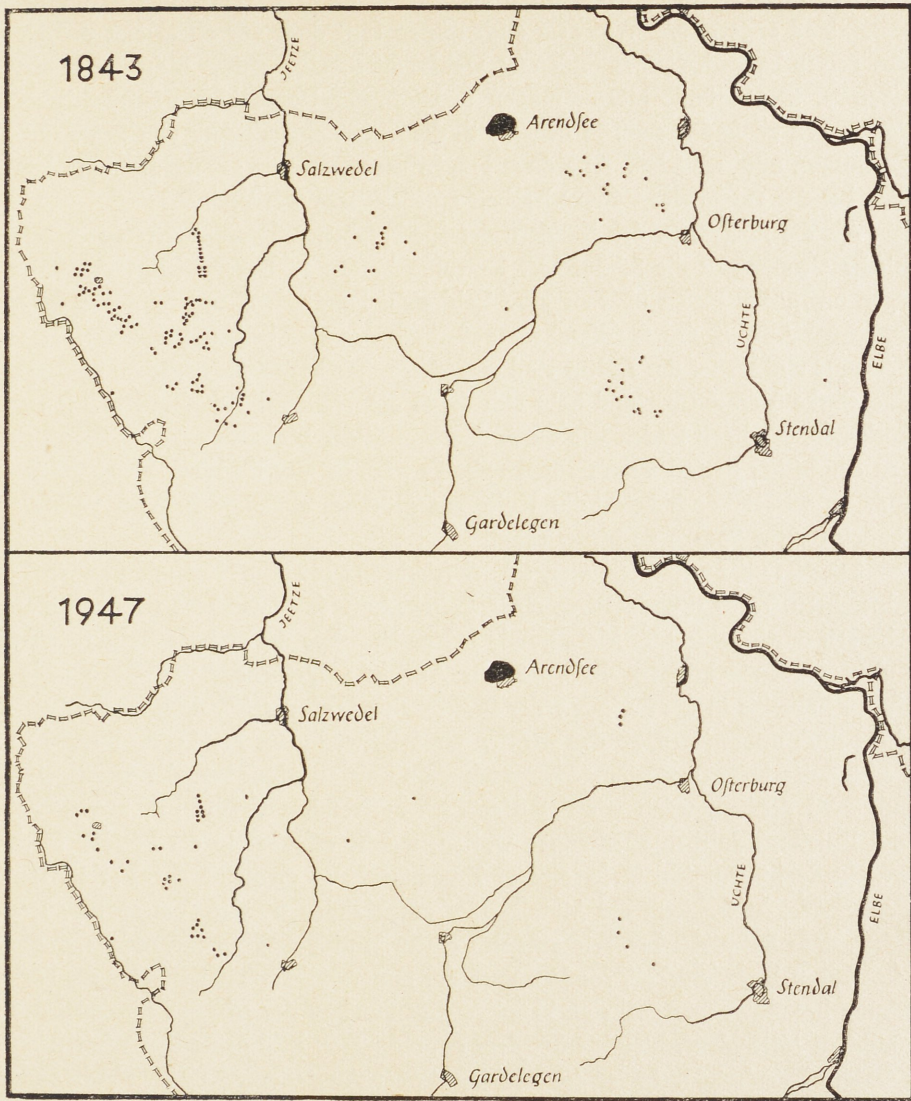 1843
JEETZE
Arendſee
Salzwedel
Oſterburg
UCHTE
ELBE
Stendal
Gardelegen
1947
JEETZE
Arendſee
Salzwedel
Oſterburg
UCHTE
ELBE
Stendal
Gardelegen